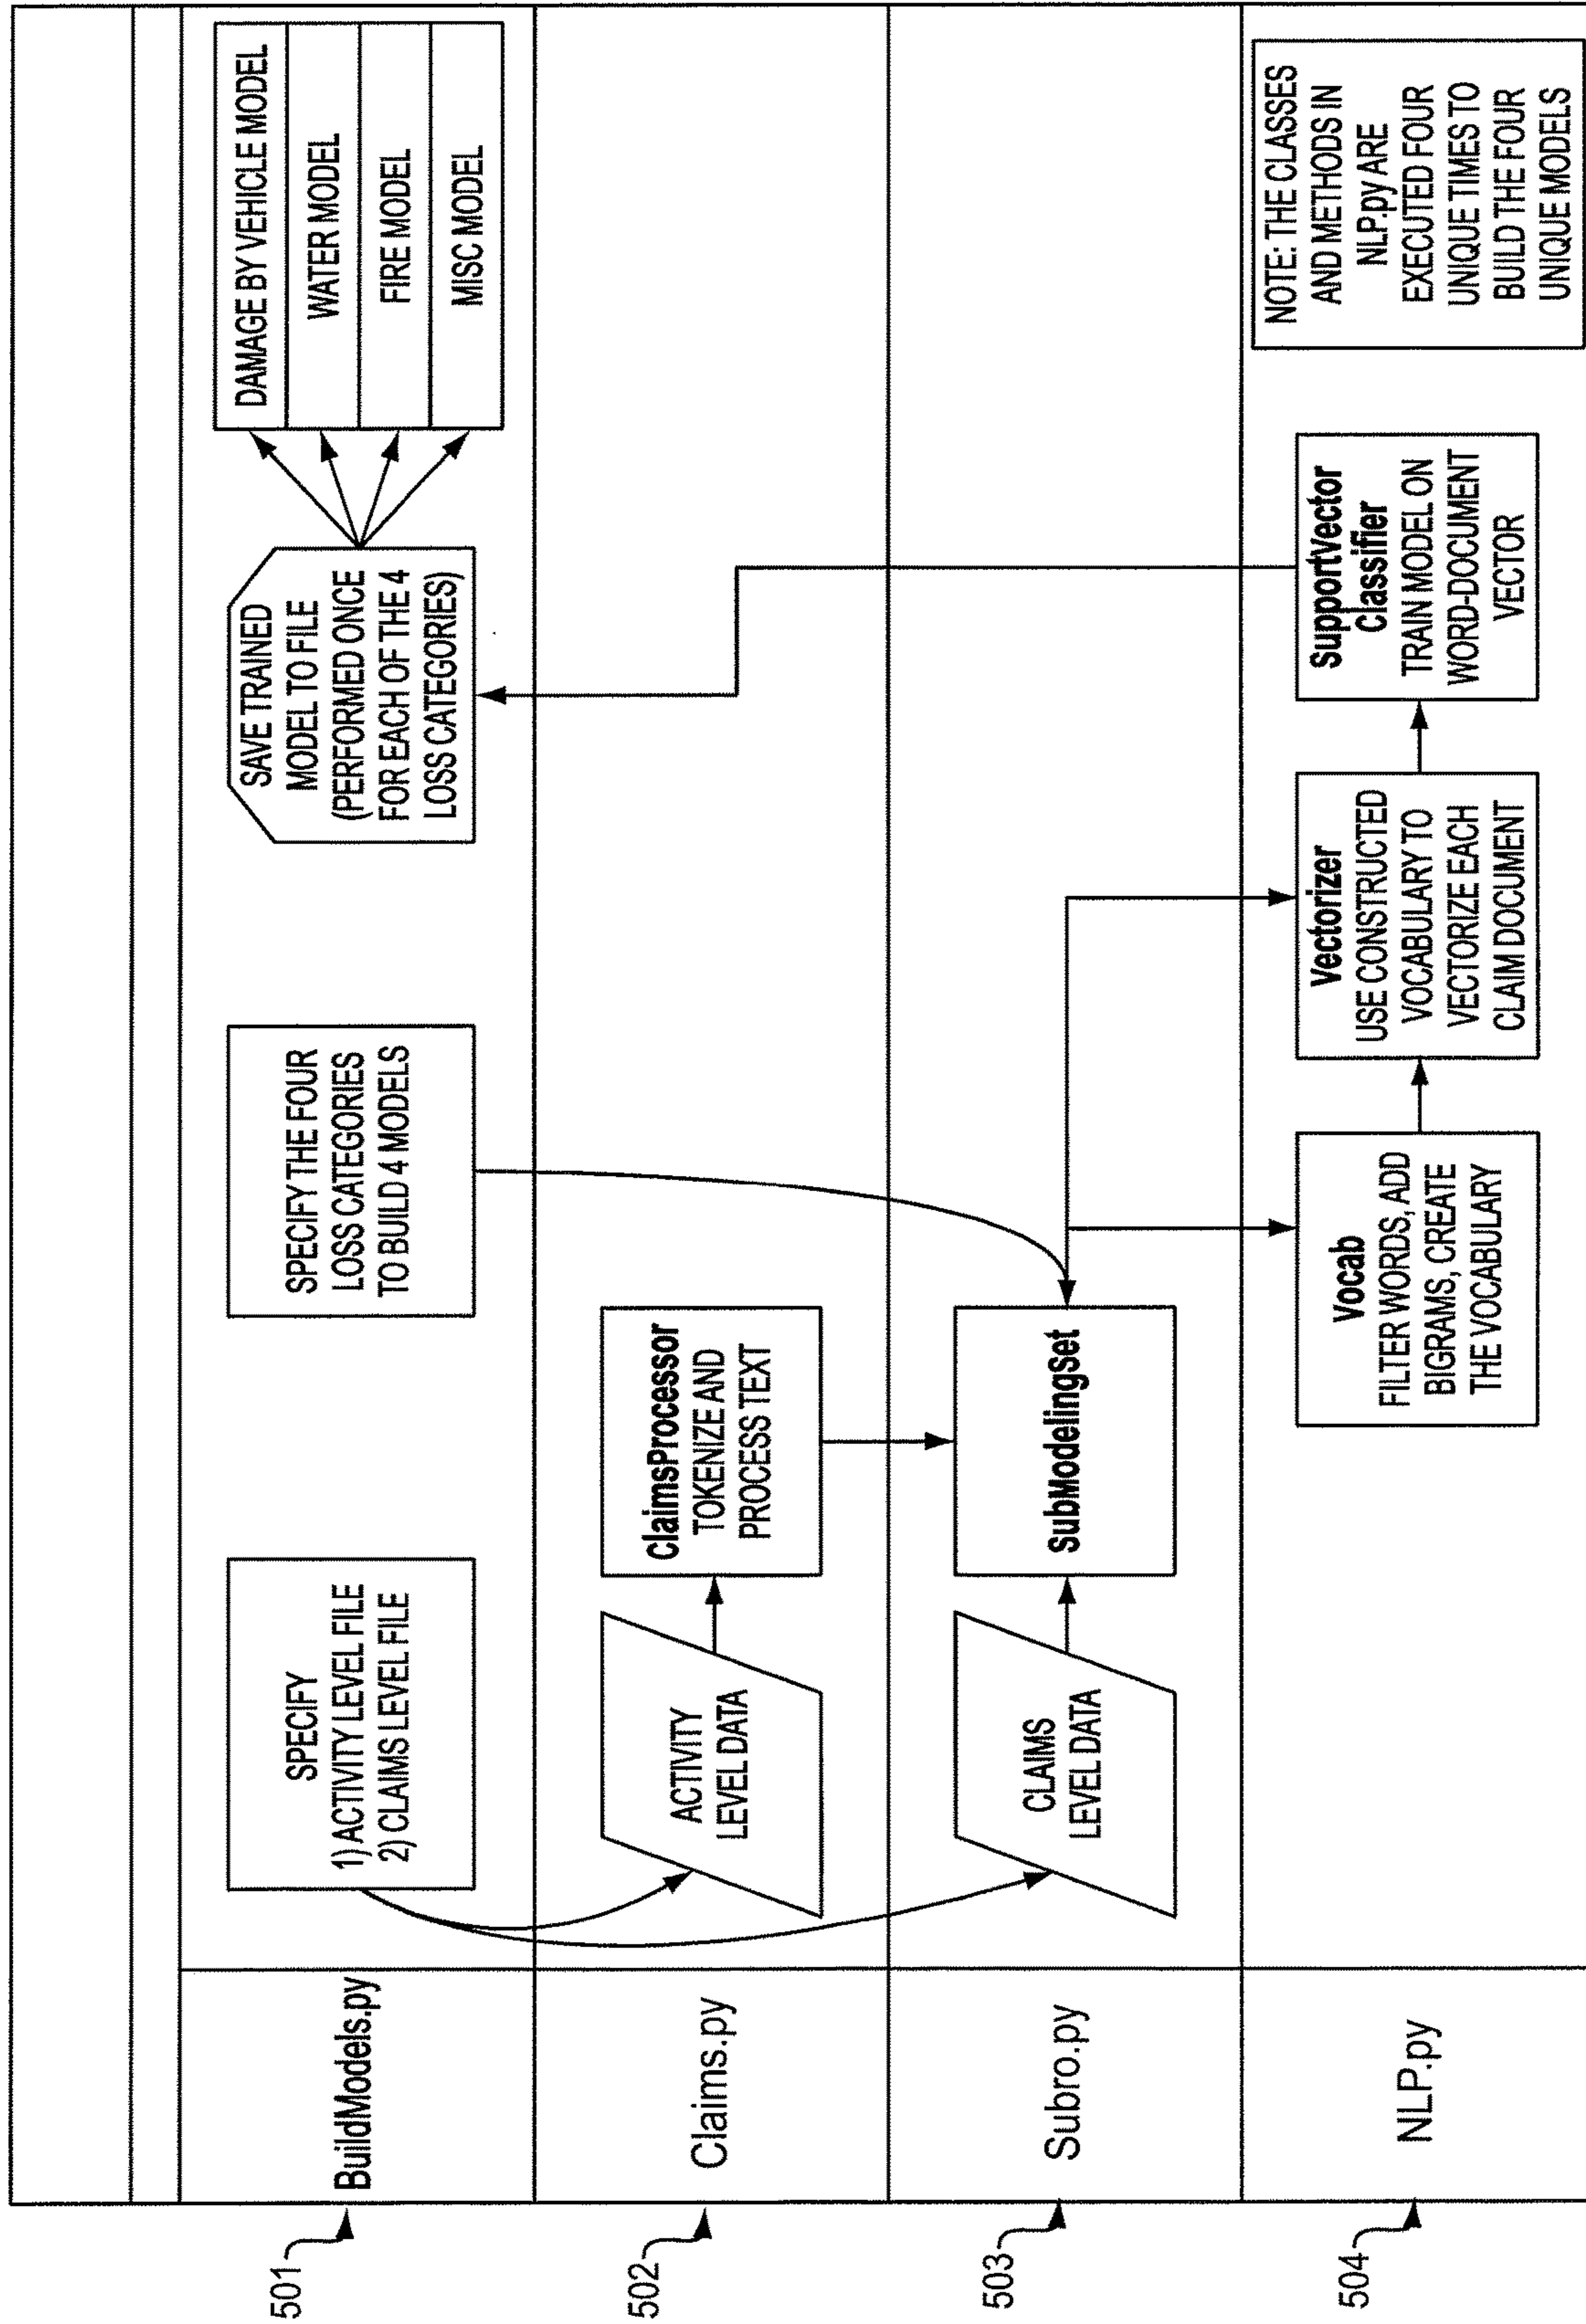 501
BuildModels.py
SPECIFY
1) ACTIVITY LEVEL FILE
2) CLAIMS LEVEL FILE
SPECIFY THE FOUR
LOSS CATEGORIES
TO BUILD 4 MODELS
SAVE TRAINED
MODEL TO FILE
(PERFORMED ONCE
FOR EACH OF THE 4
LOSS CATEGORIES)
DAMAGE BY VEHICLE MODEL
WATER MODEL
FIRE MODEL
MISC MODEL
502
Claims.py
ACTIVITY
LEVEL DATA
ClaimsProcessor
TOKENIZE AND
PROCESS TEXT
503
Subro.py
CLAIMS
LEVEL DATA
SubModelingSet
504
NLP.py
Vocab
FILTER WORDS, ADD
BIGRAMS, CREATE
THE VOCABULARY
Vectorizer
USE CONSTRUCTED
VOCABULARY TO
VECTORIZE EACH
CLAIM DOCUMENT
SupportVector
Classifier
TRAIN MODEL ON
WORD-DOCUMENT
VECTOR
NOTE: THE CLASSES
AND METHODS IN
NLP.py ARE
EXECUTED FOUR
UNIQUE TIMES TO
BUILD THE FOUR
UNIQUE MODELS